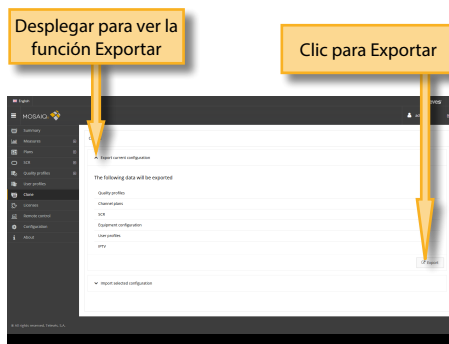 Desplegar para ver la
función Exportar
Clic para Exportar
English
MOSAIQ6
Summary
Measures
Plans
SCR
Quality profiles
User profiles
Clone
Licenses
Remote control
Configuration
About
Export current configuration
The following data will be exported
Quality profiles
Channel plans
SCR
Equipment configuration
User profiles
IPTV
Export
Import selected configuration
© All rights reserved, Televes, S.A.